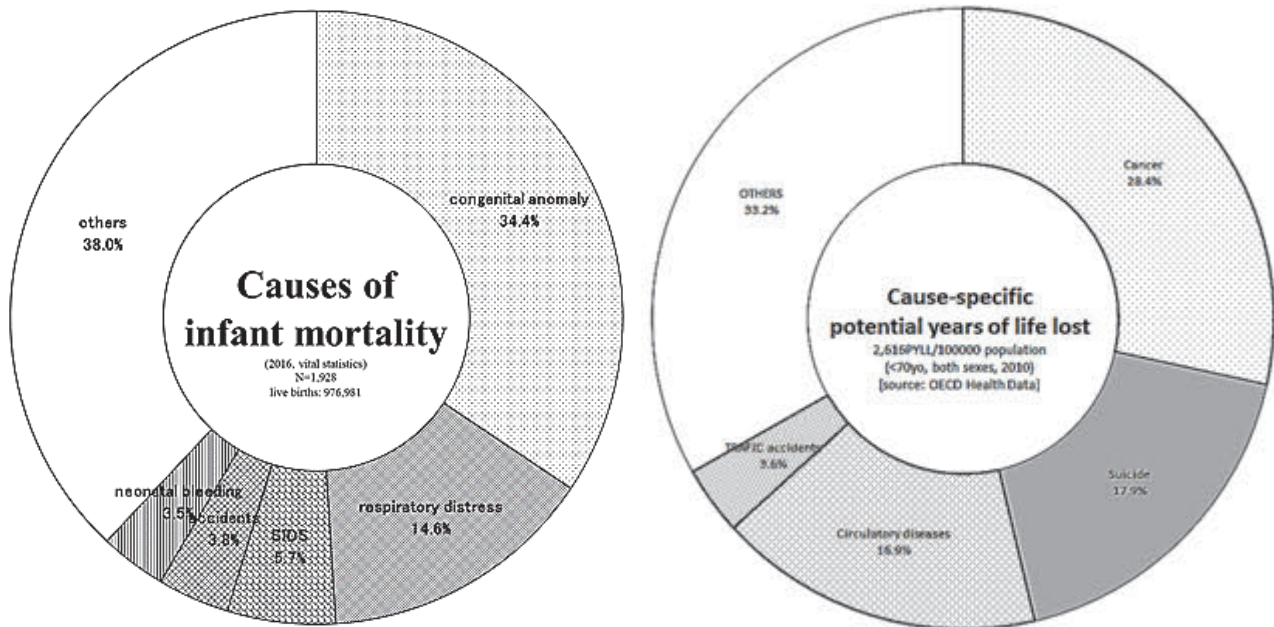 congenital anomaly
34.4%
respiratory distress
14.6%
SIDS
5.7%
accidents
3.8%
neonatal bleeding
3.5%
others
38.0%
Causes of
infant mortality
(2016, vital statistics)
N=1,928
live births: 976,981
Cancer
28.4%
Suicide
17.9%
Circulatory diseases
16.9%
TRAFIC accidents
3.6%
OTHERS
33.2%
Cause-specific
potential years of life lost
2,616PYLL/100000 population
(<70yo, both sexes, 2010)
[source: OECD Health Data]